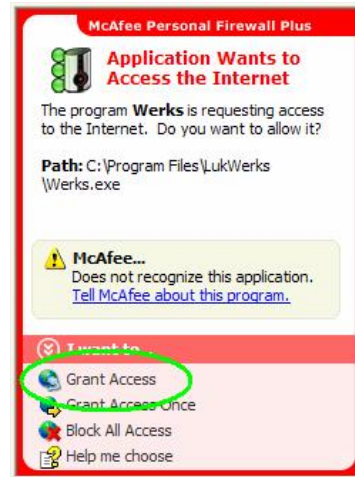 McAfee Personal Firewall Plus
Application Wants to
Access the Internet
The program Werks is requesting access
to the Internet. Do you want to allow it?
Path: C:\Program Files\LukWerks
\Werks.exe
McAfee...
Does not recognize this application.
Tell McAfee about this program.
I want to...
Grant Access
Grant Access Once
Block All Access
Help me choose